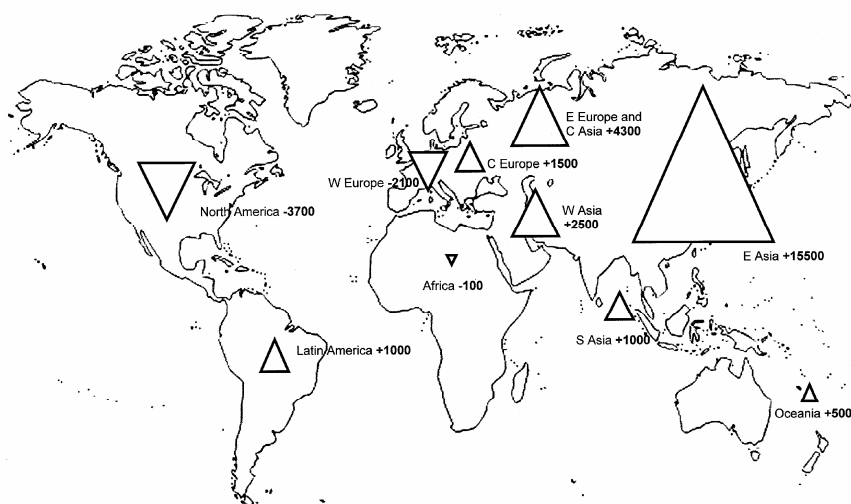 E Europe and
C Asia +4300
C Europe +1500
W Europe -2100
North America -3700
W Asia
+2500
E Asia +15500
Africa -100
S Asia +1000
Latin America +1000
Oceania +500